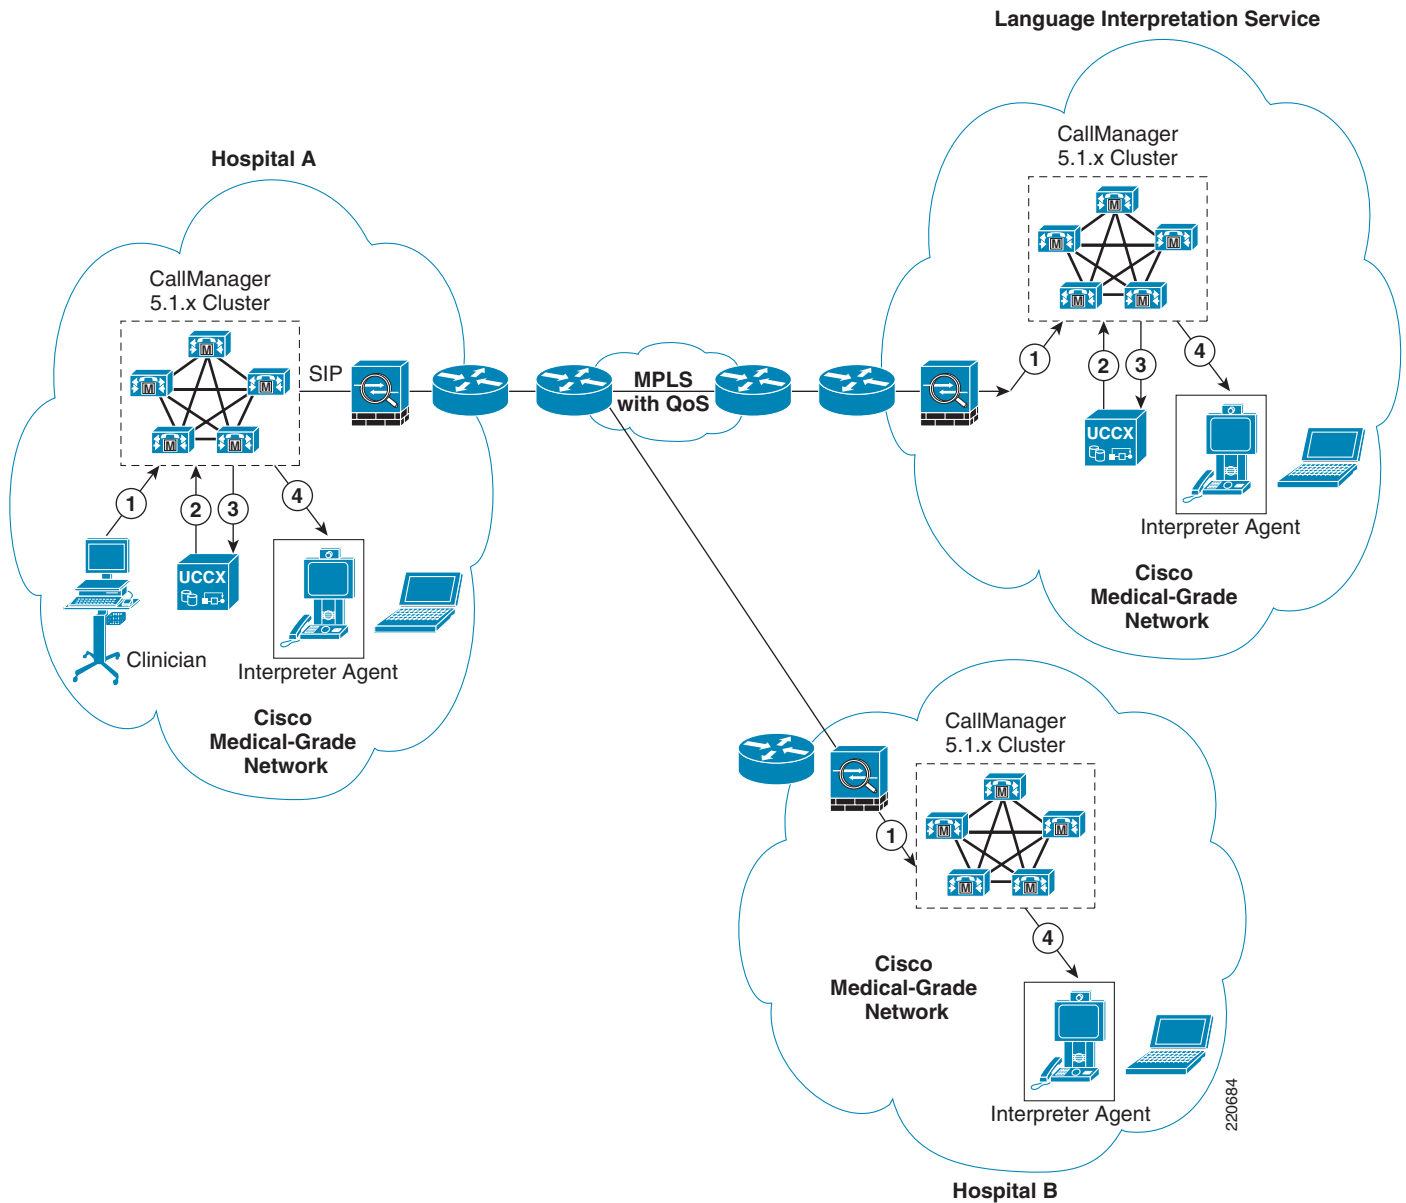 Language Interpretation Service
CallManager
5.1.x Cluster
M
M
M
M
M
1
2
3
4
UCCX
Interpreter Agent
Cisco
Medical-Grade
Network
Hospital A
CallManager
5.1.x Cluster
M
M
M
M
M
SIP
MPLS
with QoS
1
2
3
4
UCCX
Clinician
Interpreter Agent
Cisco
Medical-Grade
Network
CallManager
5.1.x Cluster
M
M
M
M
M
1
4
Cisco
Medical-Grade
Network
Interpreter Agent
220684
Hospital B